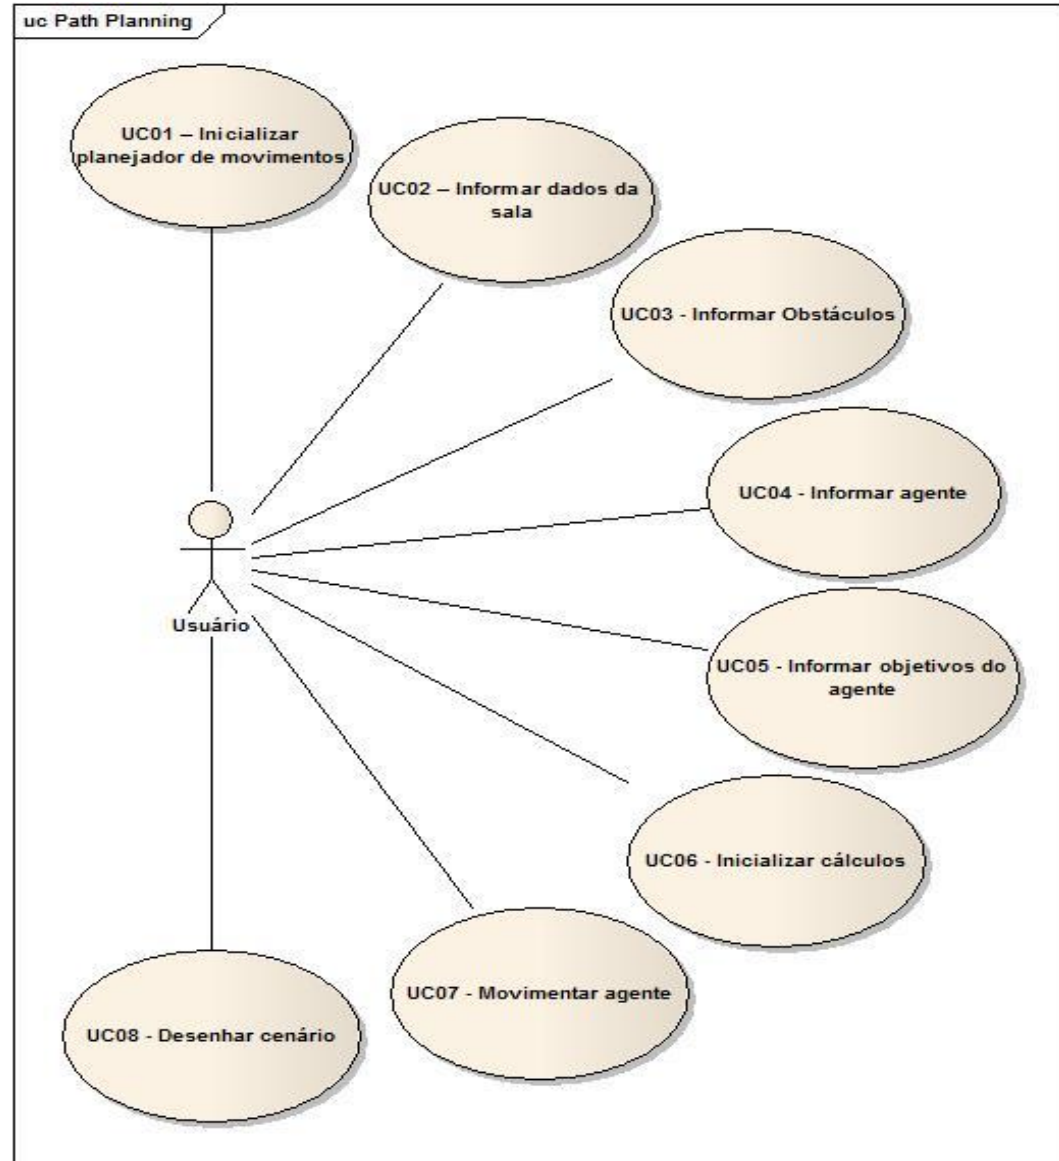 uc Path Planning
UC01 – Inicializar
planejador de movimentos
UC02 – Informar dados da
sala
UC03 - Informar Obstáculos
UC04 - Informar agente
Usuário
UC05 - Informar objetivos do
agente
UC06 - Inicializar cálculos
UC07 - Movimentar agente
UC08 - Desenhar cenário